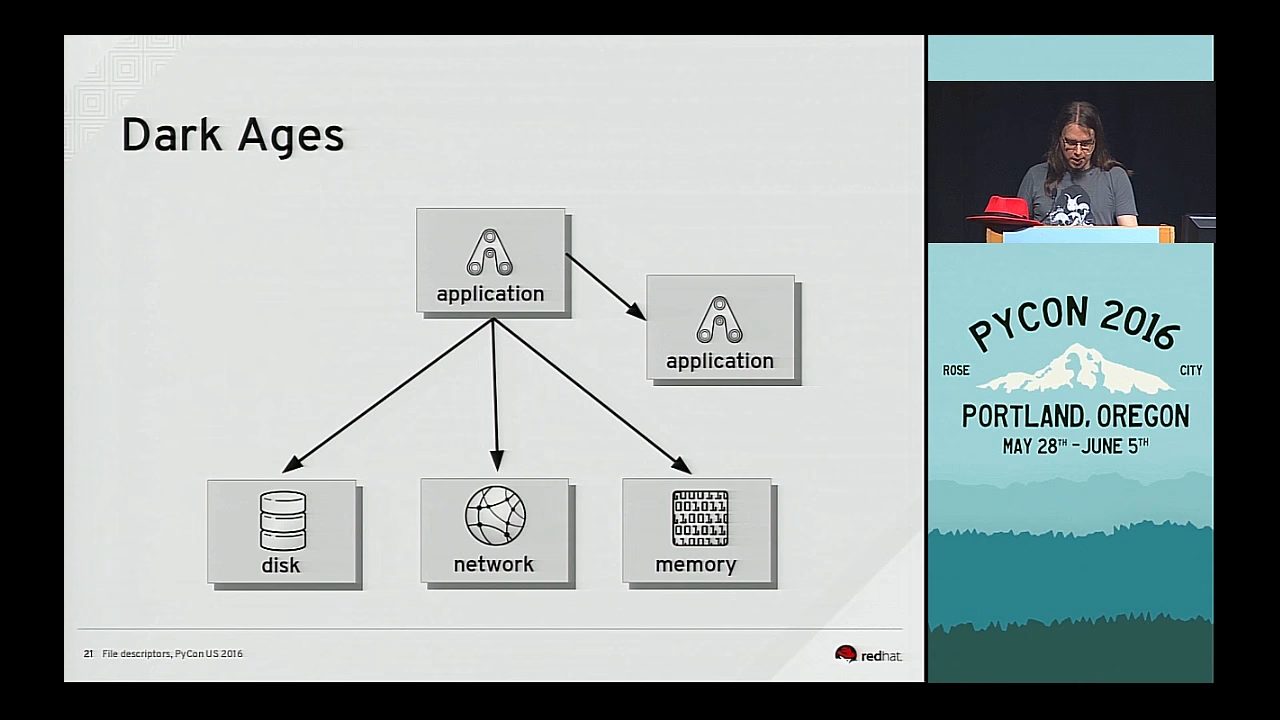 Dark Ages
application
application
disk
network
memory
21 File descriptors, PyCon US 2016
redhat.
PYCON 2016
ROSE CITY
PORTLAND, OREGON
MAY 28TH - JUNE 5TH